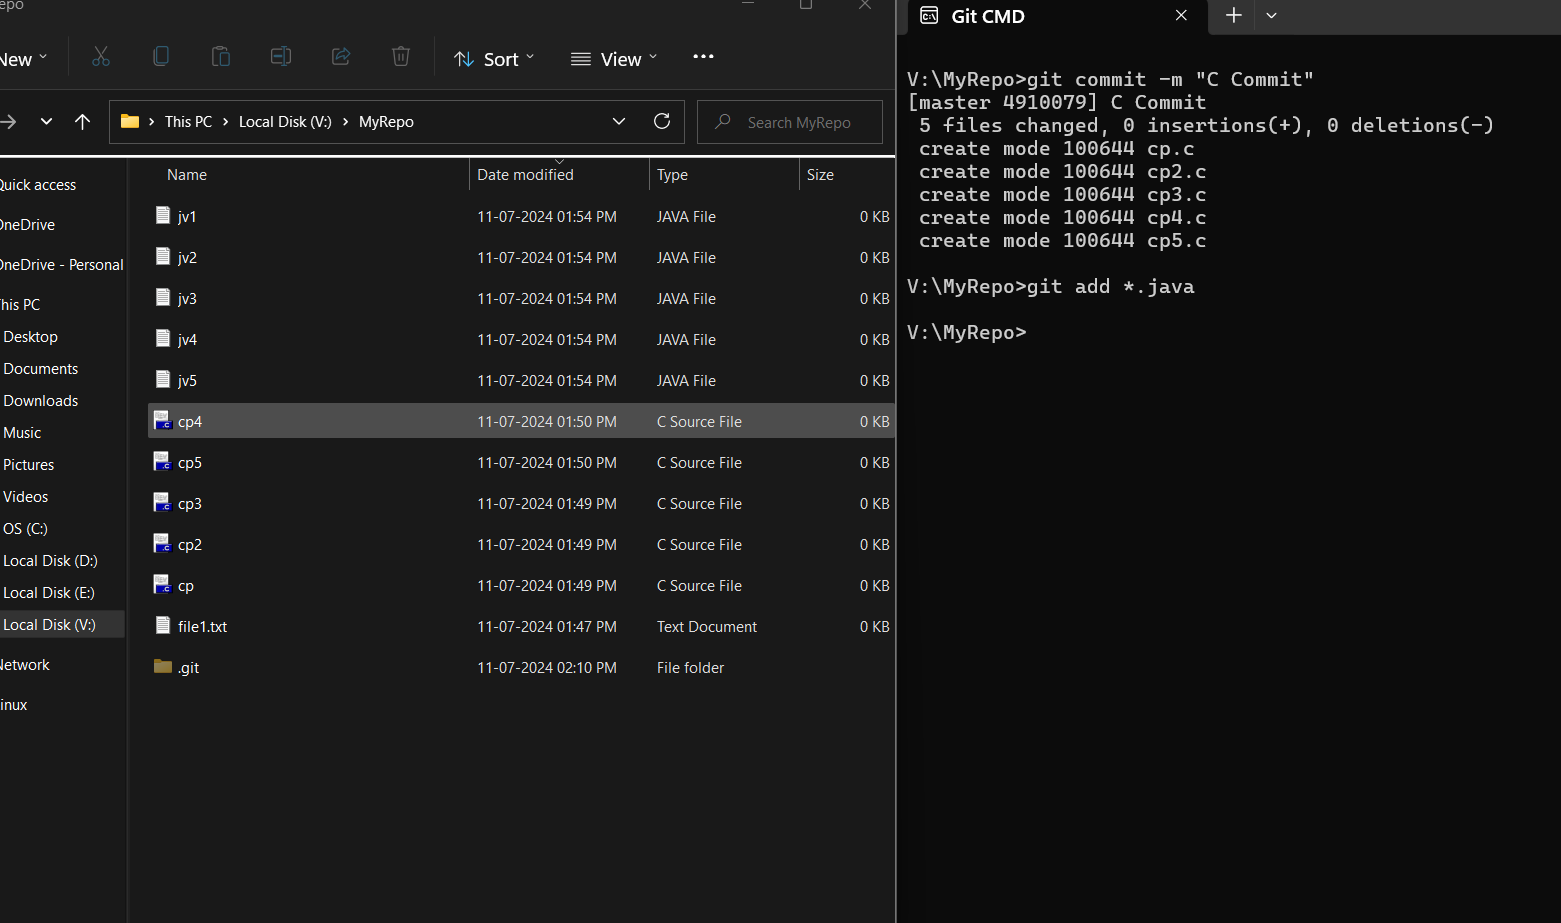 epo
New
Sort
View
This PC > Local Disk (V:) > MyRepo
Search MyRepo
Quick access
OneDrive
OneDrive - Personal
This PC
Desktop
Documents
Downloads
Music
Pictures
Videos
OS (C:)
Local Disk (D:)
Local Disk (E:)
Local Disk (V:)
Network
inux
Name Date modified Type Size
jv1 11-07-2024 01:54 PM JAVA File 0 KB
jv2 11-07-2024 01:54 PM JAVA File 0 KB
jv3 11-07-2024 01:54 PM JAVA File 0 KB
jv4 11-07-2024 01:54 PM JAVA File 0 KB
jv5 11-07-2024 01:54 PM JAVA File 0 KB
cp4 11-07-2024 01:50 PM C Source File 0 KB
cp5 11-07-2024 01:50 PM C Source File 0 KB
cp3 11-07-2024 01:49 PM C Source File 0 KB
cp2 11-07-2024 01:49 PM C Source File 0 KB
cp 11-07-2024 01:49 PM C Source File 0 KB
file1.txt 11-07-2024 01:47 PM Text Document 0 KB
.git 11-07-2024 02:10 PM File folder
Git CMD
V:\MyRepo>git commit -m "C Commit"
[master 4910079] C Commit
5 files changed, 0 insertions(+), 0 deletions(-)
create mode 100644 cp.c
create mode 100644 cp2.c
create mode 100644 cp3.c
create mode 100644 cp4.c
create mode 100644 cp5.c
V:\MyRepo>git add *.java
V:\MyRepo>